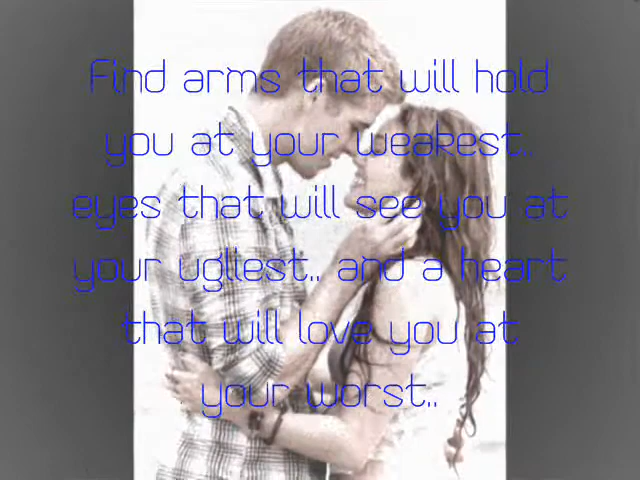 Find arms that will hold
you at your weakest..
eyes that will see you at
your ugliest.. and a heart
that will love you at
your worst..